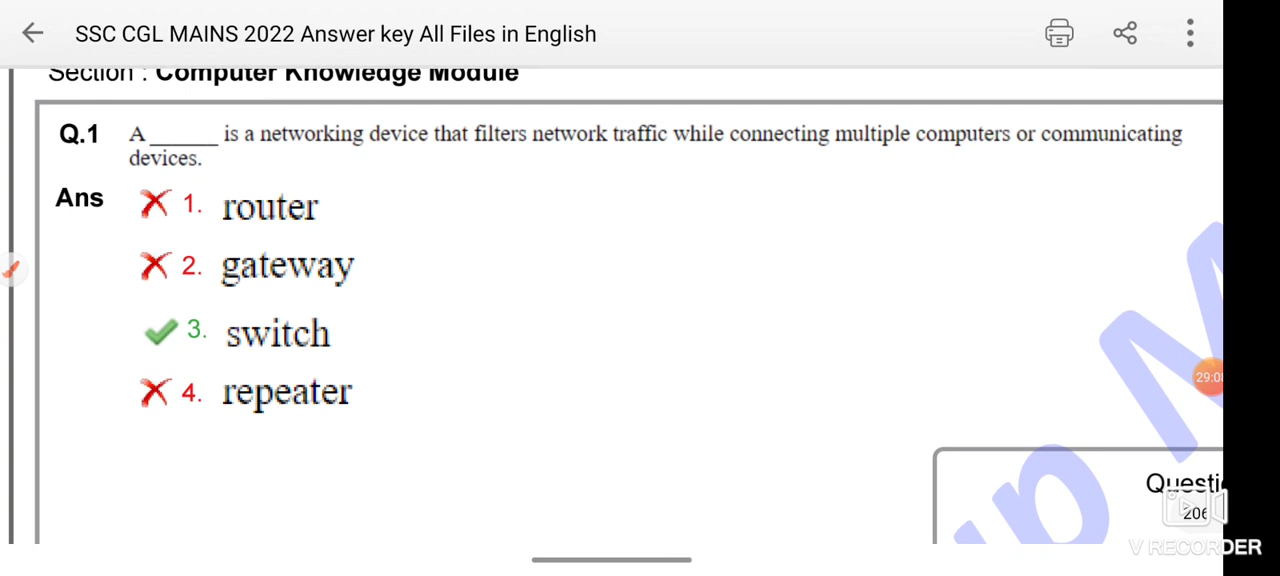 SSC CGL MAINS 2022 Answer key All Files in English
Section : Computer Knowledge Module
Q.1 A ______ is a networking device that filters network traffic while connecting multiple computers or communicating
devices.
Ans 1. router
2. gateway
3. switch
4. repeater
29:0
Questi
206
V RECORDER